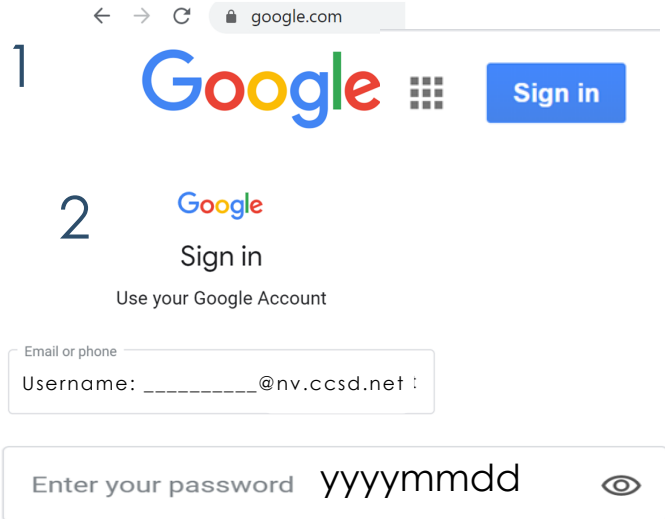 google.com
1
Google
Sign in
2
Google
Sign in
Use your Google Account
Email or phone
Username: __________@nv.ccsd.net
Enter your password yyyymmdd